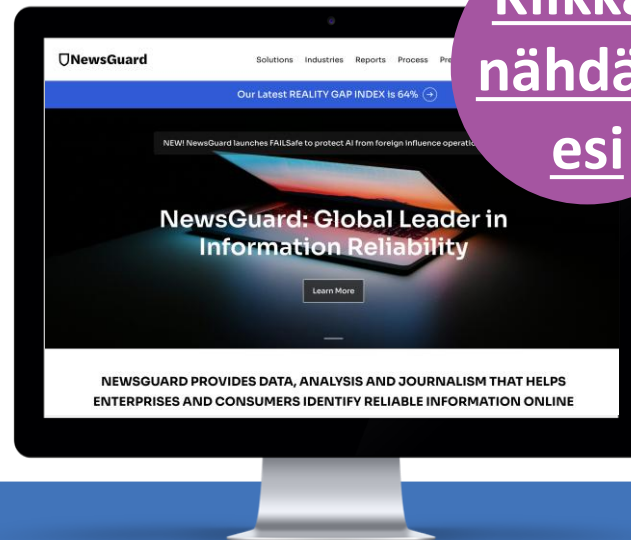 NewsGuard
Solutions Industries Reports Process
Our Latest REALITY GAP INDEX is 64%
NEW! NewsGuard launches FAILSafe to protect AI from foreign influence
NewsGuard: Global Leader in
Information Reliability
Learn More
NEWSGUARD PROVIDES DATA, ANALYSIS AND JOURNALISM THAT HELPS
ENTERPRISES AND CONSUMERS IDENTIFY RELIABLE INFORMATION ONLINE
nähdä
esi